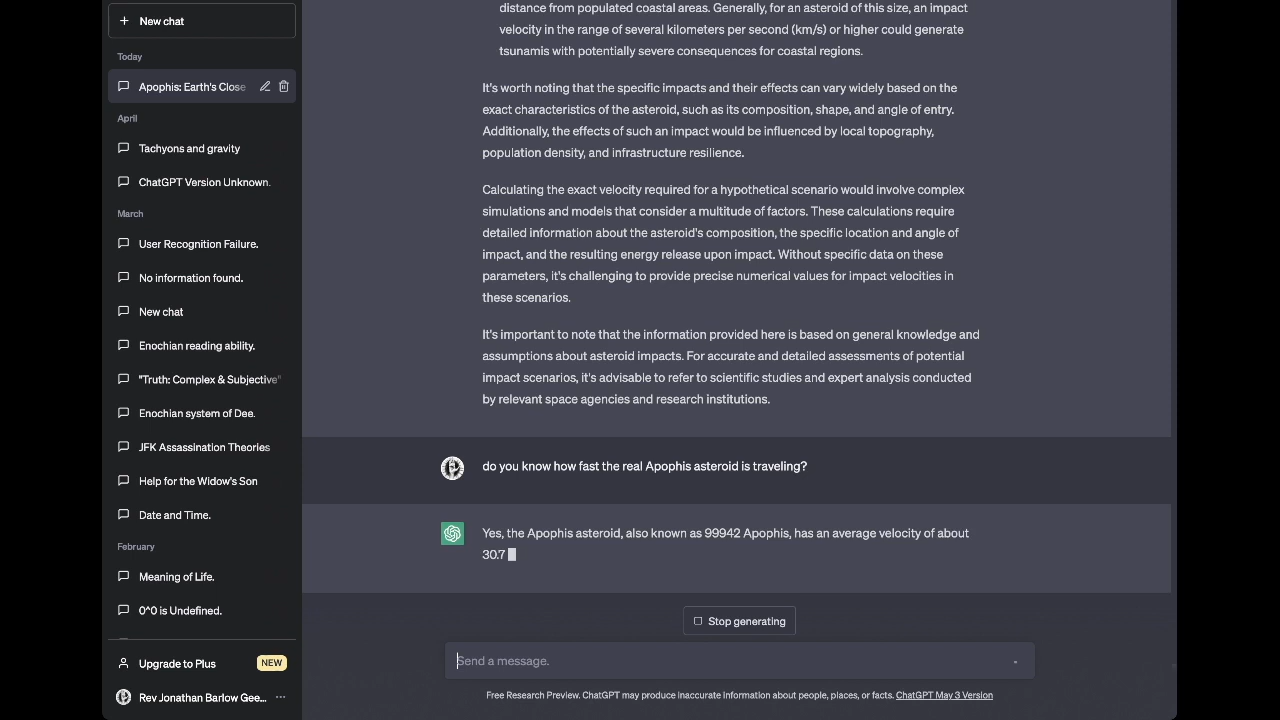 New chat
Today
Apophis: Earth's Close
April
Tachyons and gravity
ChatGPT Version Unknown.
March
User Recognition Failure.
No information found.
New chat
Enochian reading ability.
"Truth: Complex & Subjective"
Enochian system of Dee.
JFK Assassination Theories
Help for the Widow's Son
Date and Time.
February
Meaning of Life.
0^0 is Undefined.
Upgrade to Plus
NEW
Rev Jonathan Barlow Gee...
distance from populated coastal areas. Generally, for an asteroid of this size, an impact
velocity in the range of several kilometers per second (km/s) or higher could generate
tsunamis with potentially severe consequences for coastal regions.
It's worth noting that the specific impacts and their effects can vary widely based on the
exact characteristics of the asteroid, such as its composition, shape, and angle of entry.
Additionally, the effects of such an impact would be influenced by local topography,
population density, and infrastructure resilience.
Calculating the exact velocity required for a hypothetical scenario would involve complex
simulations and models that consider a multitude of factors. These calculations require
detailed information about the asteroid's composition, the specific location and angle of
impact, and the resulting energy release upon impact. Without specific data on these
parameters, it's challenging to provide precise numerical values for impact velocities in
these scenarios.
It's important to note that the information provided here is based on general knowledge and
assumptions about asteroid impacts. For accurate and detailed assessments of potential
impact scenarios, it's advisable to refer to scientific studies and expert analysis conducted
by relevant space agencies and research institutions.
do you know how fast the real Apophis asteroid is traveling?
Yes, the Apophis asteroid, also known as 99942 Apophis, has an average velocity of about
30.7
Stop generating
Send a message.
Free Research Preview. ChatGPT may produce inaccurate information about people, places, or facts. ChatGPT May 3 Version